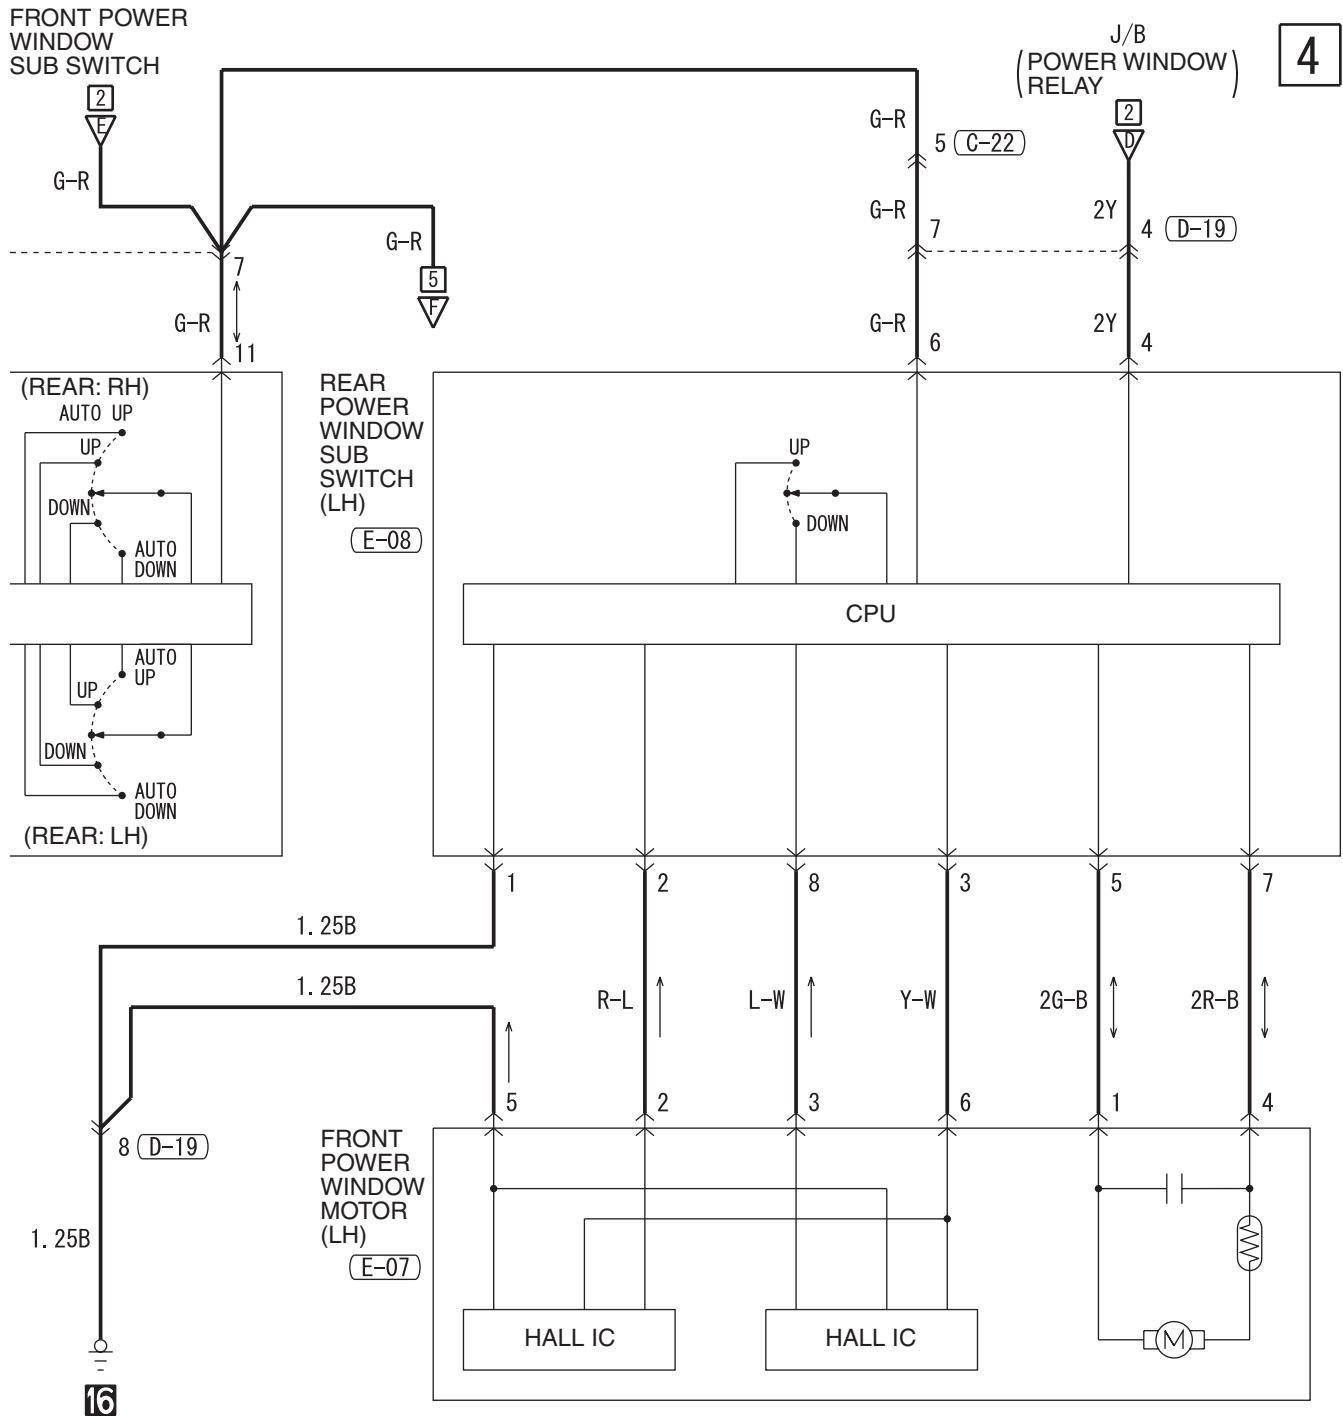 FRONT POWER
WINDOW
SUB SWITCH
2
E
G-R
J/B
(POWER WINDOW
RELAY)
4
2
D
G-R
5 C-22
G-R
7
2Y
4 D-19
G-R
5
F
7
G-R
11
G-R
6
2Y
4
(REAR: RH)
AUTO UP
UP
DOWN
AUTO
DOWN
REAR
POWER
WINDOW
SUB
SWITCH
(LH)
E-08
UP
DOWN
CPU
AUTO
UP
UP
DOWN
AUTO
DOWN
(REAR: LH)
1
2
8
3
5
7
1.25B
1.25B
R-L
L-W
Y-W
2G-B
2R-B
5
2
3
6
1
4
8 D-19
FRONT
POWER
WINDOW
MOTOR
(LH)
E-07
1.25B
HALL IC
HALL IC
M
16